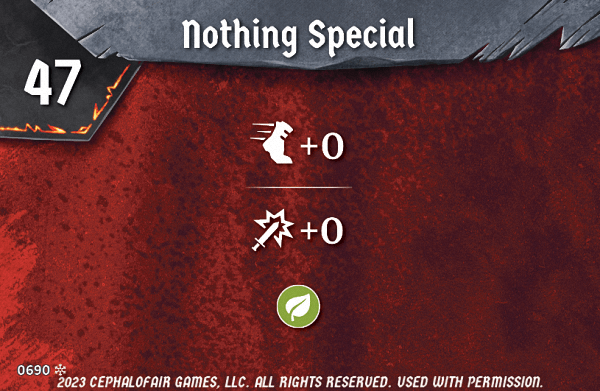 Nothing Special
47
+0
+0
0690
2023 CEPHALOFAIR GAMES, LLC. ALL RIGHTS RESERVED. USED WITH PERMISSION.